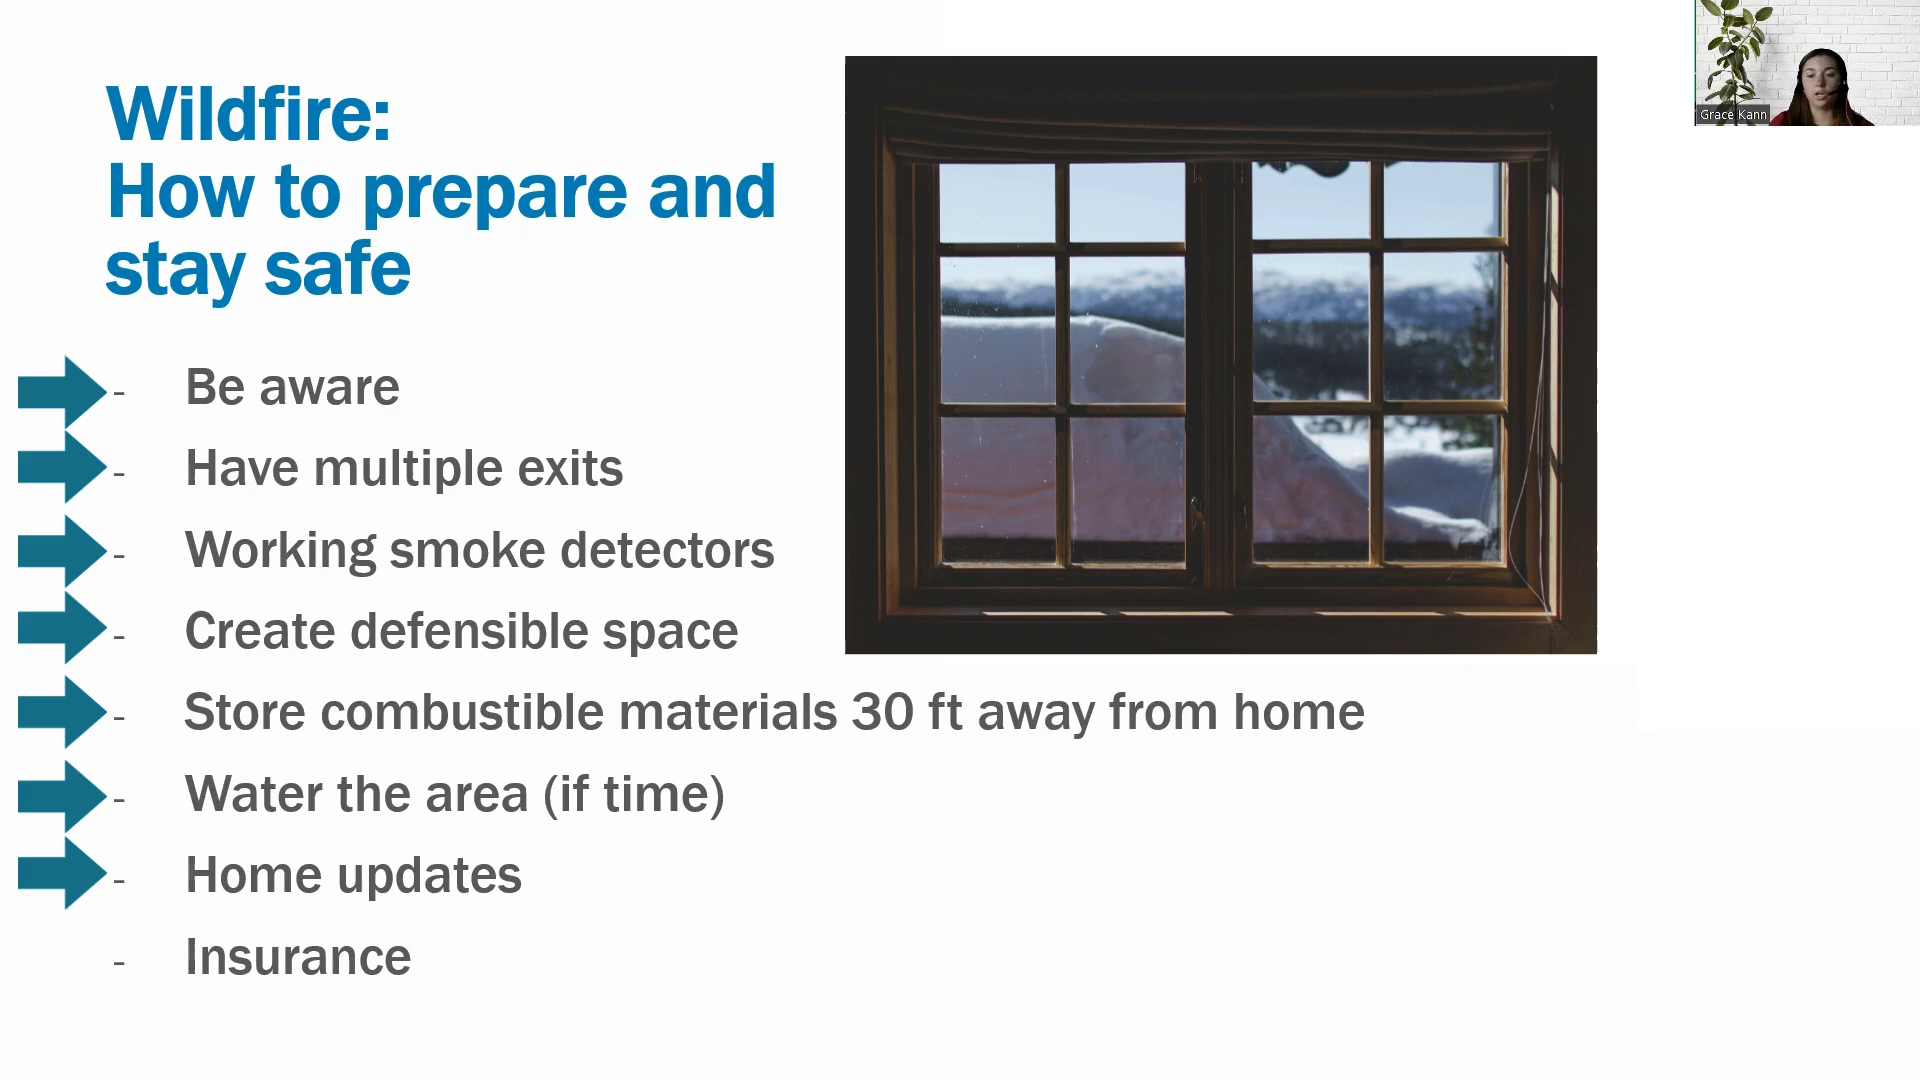 Wildfire:
How to prepare and
stay safe
- Be aware
- Have multiple exits
- Working smoke detectors
- Create defensible space
- Store combustible materials 30 ft away from home
- Water the area (if time)
- Home updates
- Insurance
Grace Kann